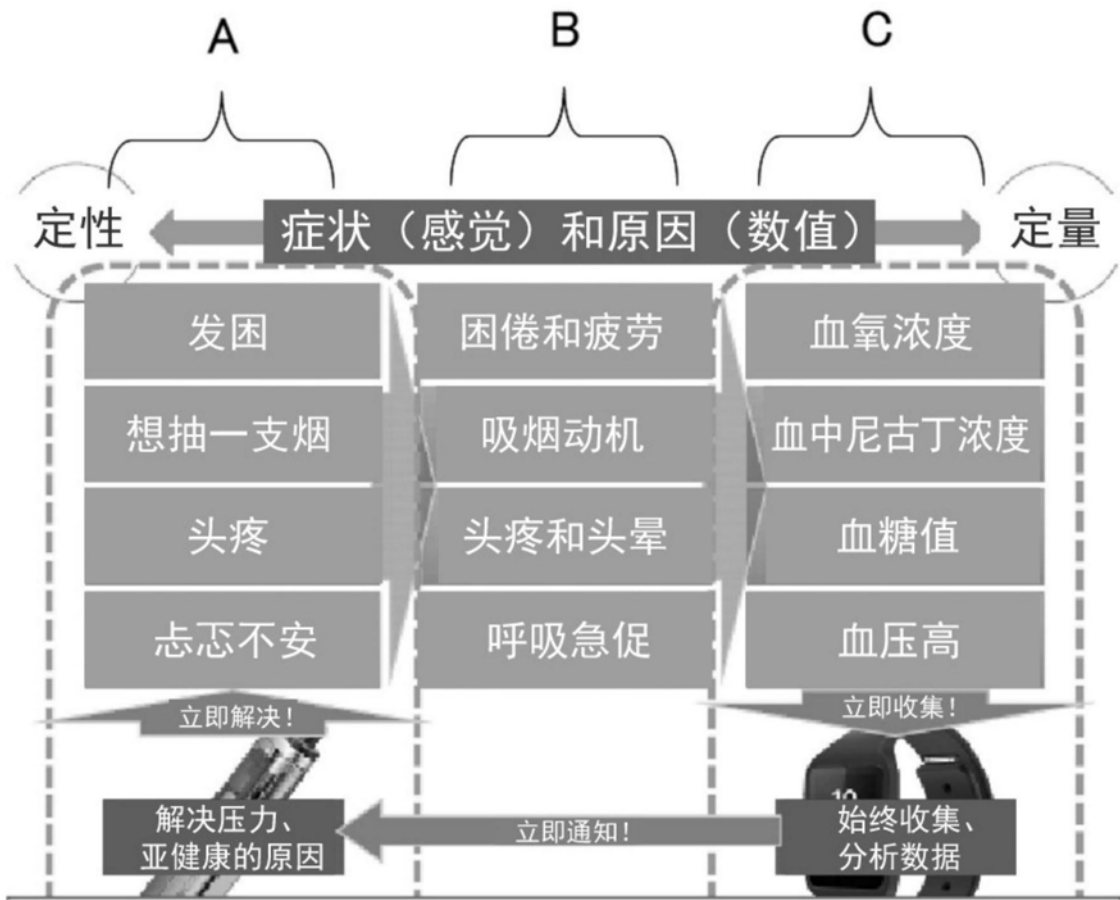 A B C
定性 症状（感觉）和原因（数值） 定量
发困 困倦和疲劳 血氧浓度
想抽一支烟 吸烟动机 血中尼古丁浓度
头疼 头疼和头晕 血糖值
忐忑不安 呼吸急促 血压高
立即解决！ 立即收集！
10
解决压力、
亚健康的原因
立即通知！
始终收集、
分析数据